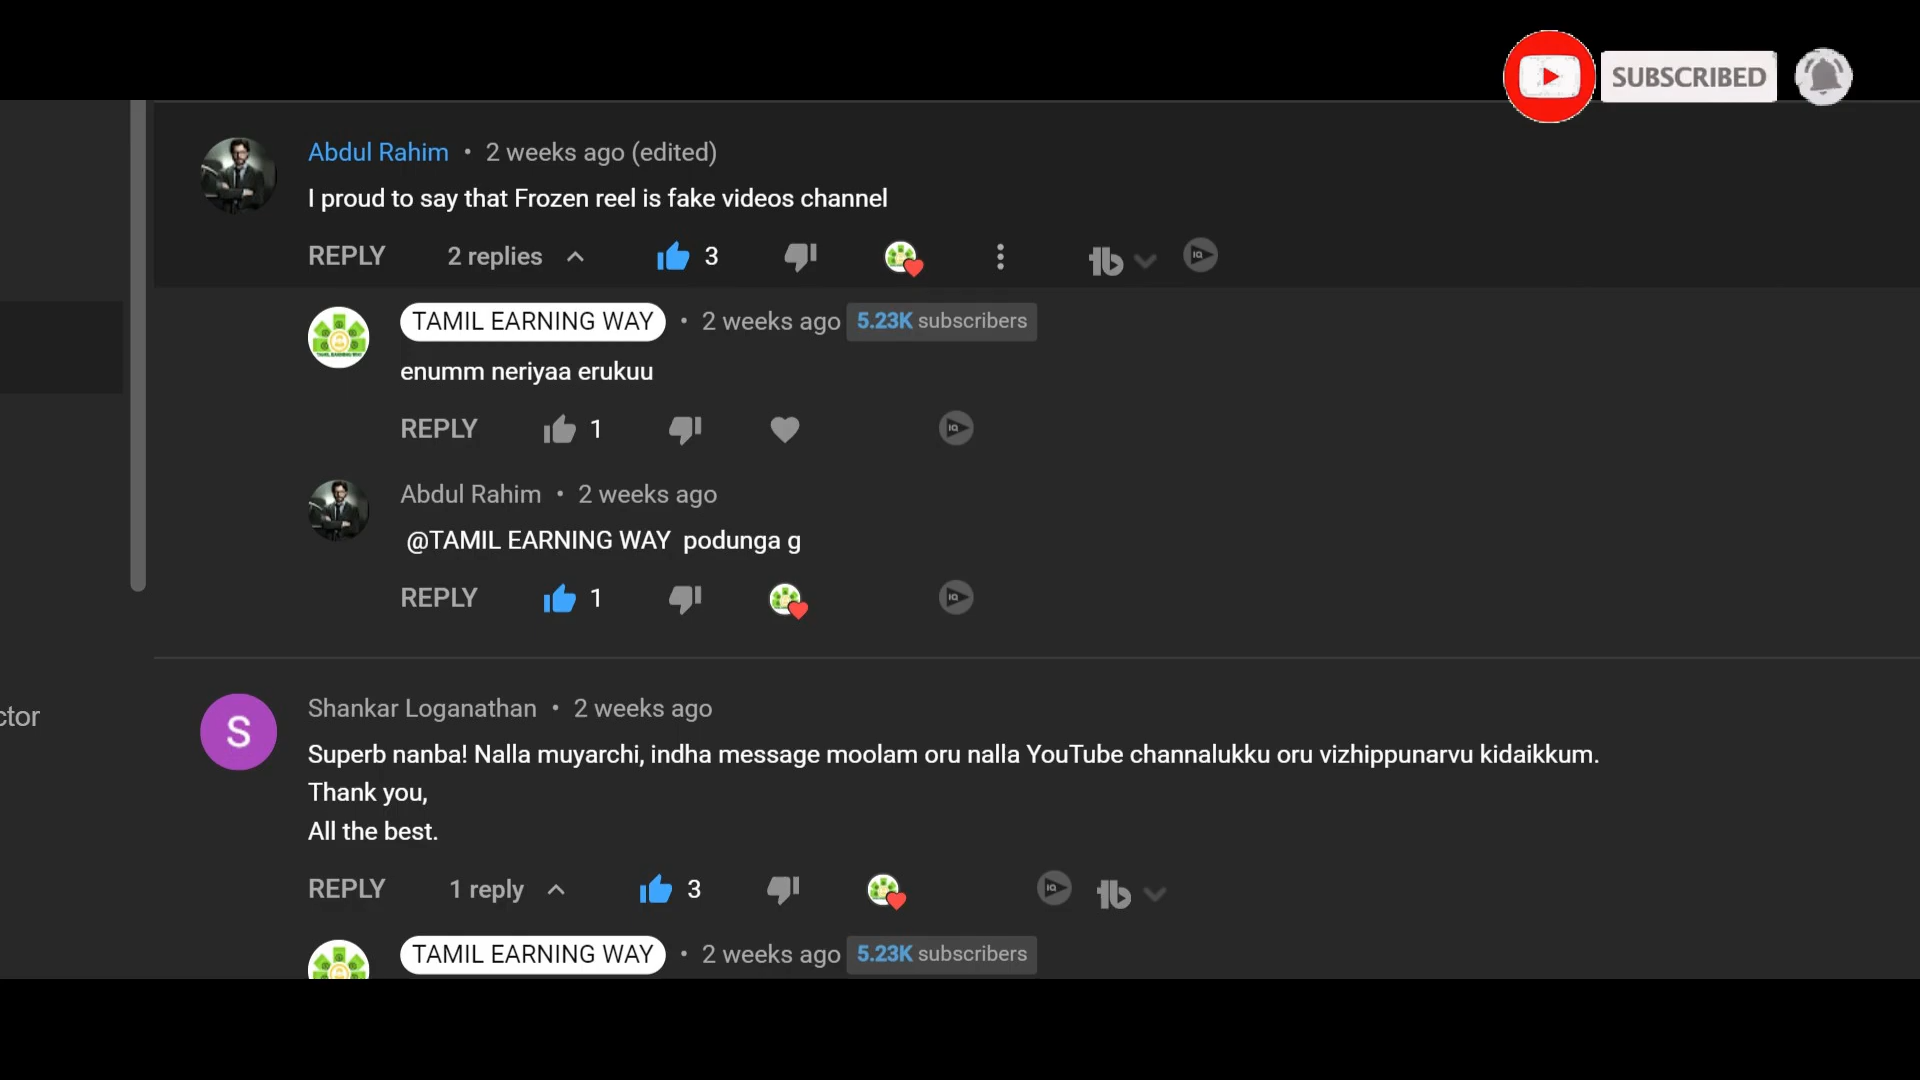 SUBSCRIBED
Abdul Rahim • 2 weeks ago (edited)
I proud to say that Frozen reel is fake videos channel
REPLY 2 replies 3
TAMIL EARNING WAY • 2 weeks ago 5.23K subscribers
enumm neriyaa erukuu
REPLY 1
Abdul Rahim • 2 weeks ago
@TAMIL EARNING WAY podunga g
REPLY 1
ctor
S
Shankar Loganathan • 2 weeks ago
Superb nanba! Nalla muyarchi, indha message moolam oru nalla YouTube channalukku oru vizhippunarvu kidaikkum.
Thank you,
All the best.
REPLY 1 reply 3
TAMIL EARNING WAY • 2 weeks ago 5.23K subscribers